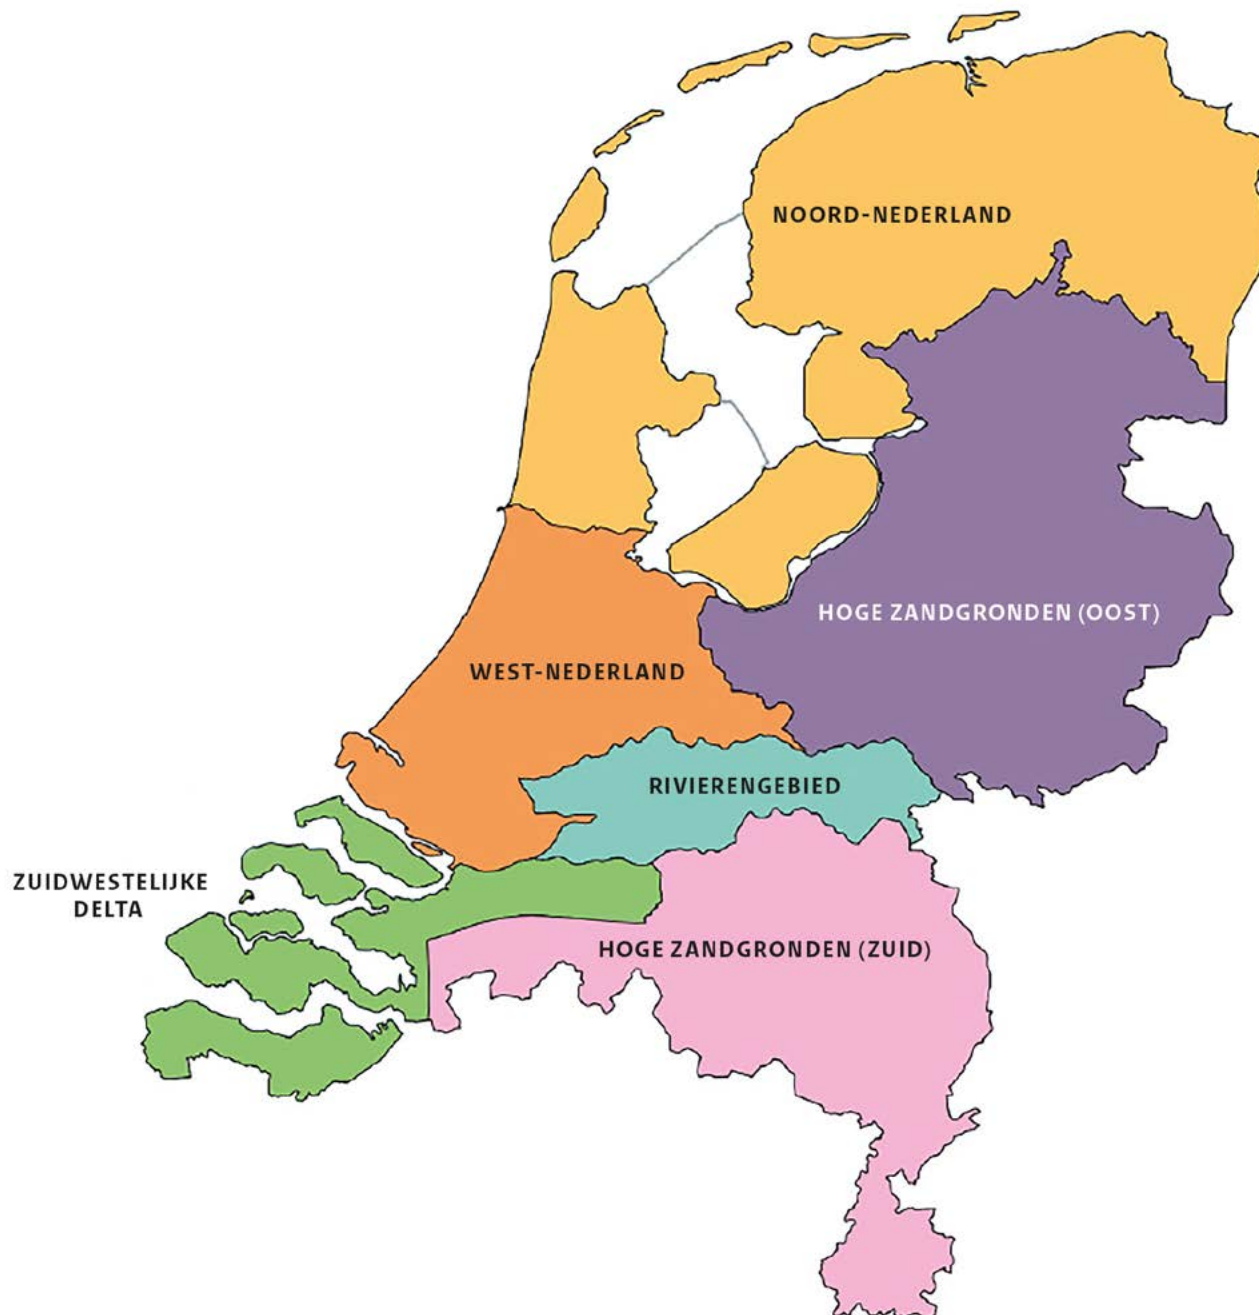 NOORD-NEDERLAND
HOGE ZANDGRONDEN (OOST)
WEST-NEDERLAND
RIVIERENGEBIED
ZUIDWESTELIJKE
DELTA
HOGE ZANDGRONDEN (ZUID)